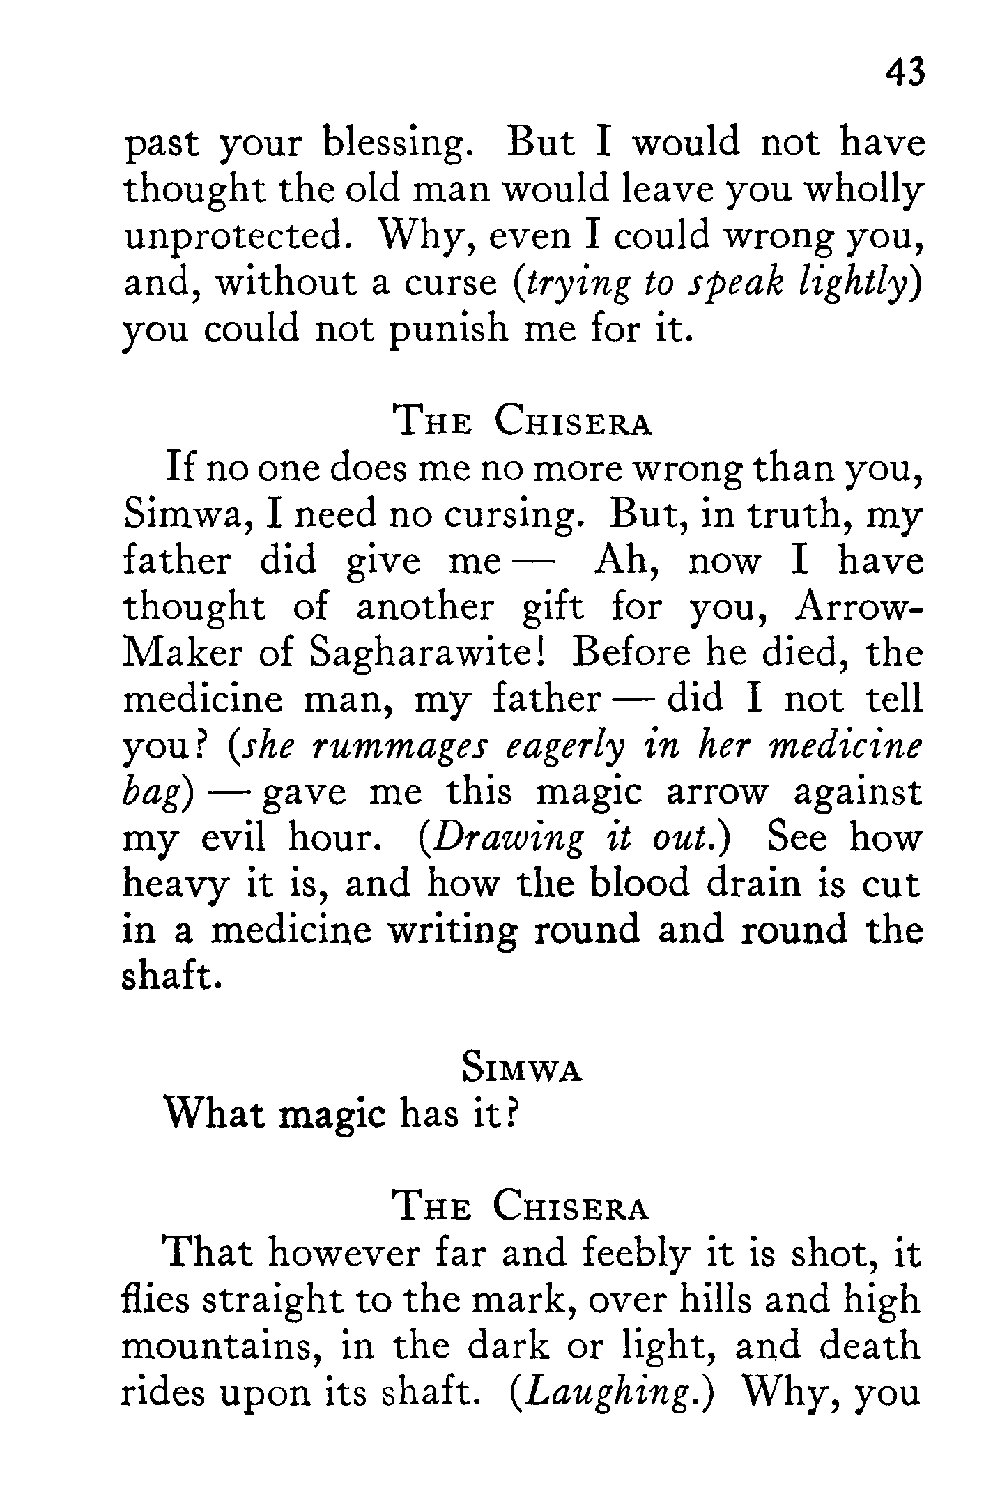 43
past your blessing. But I would not have
thought the old man would leave you wholly
unprotected. Why, even I could wrong you,
and, without a curse (trying to speak lightly)
you could not punish me for it.
The Chisera
If no one does me no more wrong than you,
Simwa, I need no cursing. But, in truth, my
father did give me — Ah, now I have
thought of another gift for you, Arrow-
Maker of Sagharawite! Before he died, the
medicine man, my father — did I not tell
you? (she rummages eagerly in her medicine
bag) — gave me this magic arrow against
my evil hour. (Drawing it out.) See how
heavy it is, and how the blood drain is cut
in a medicine writing round and round the
shaft.
Simwa
What magic has it?
The Chisera
That however far and feebly it is shot, it
flies straight to the mark, over hills and high
mountains, in the dark or light, and death
rides upon its shaft. (Laughing.) Why, you